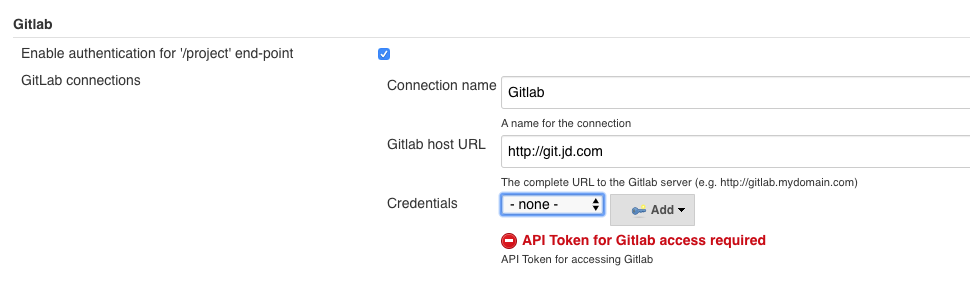 Gitlab
Enable authentication for '/project' end-point
GitLab connections
Connection name Gitlab
A name for the connection
Gitlab host URL http://git.jd.com
The complete URL to the Gitlab server (e.g. http://gitlab.mydomain.com)
Credentials - none - Add
API Token for Gitlab access required
API Token for accessing Gitlab